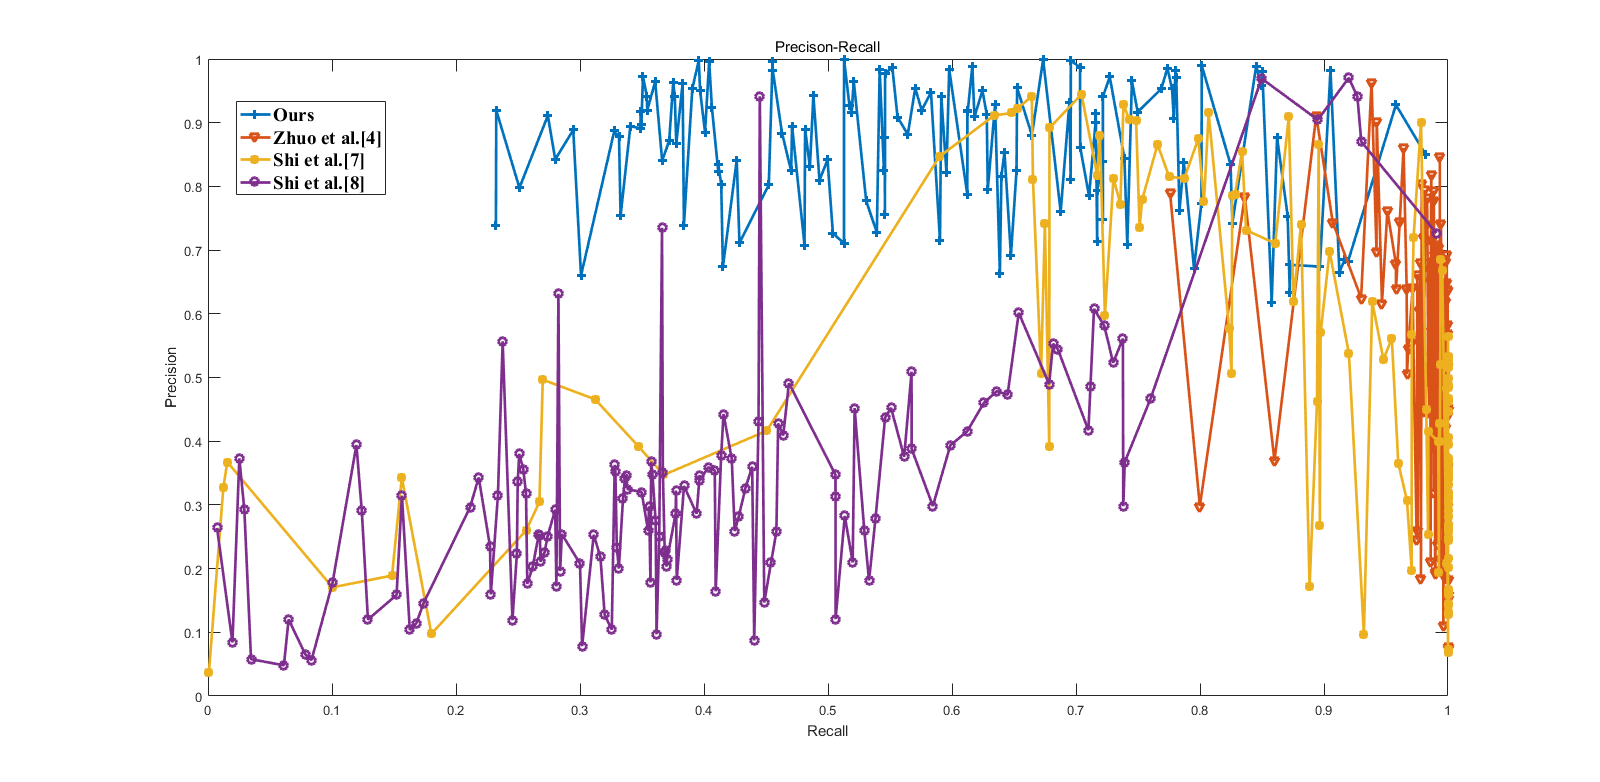 Precison-Recall
Ours
Zhuo et al.[4]
Shi et al.[7]
Shi et al.[8]
Precision
1
0.9
0.8
0.7
0.6
0.5
0.4
0.3
0.2
0.1
0
0 0.1 0.2 0.3 0.4 0.5 0.6 0.7 0.8 0.9 1
Recall